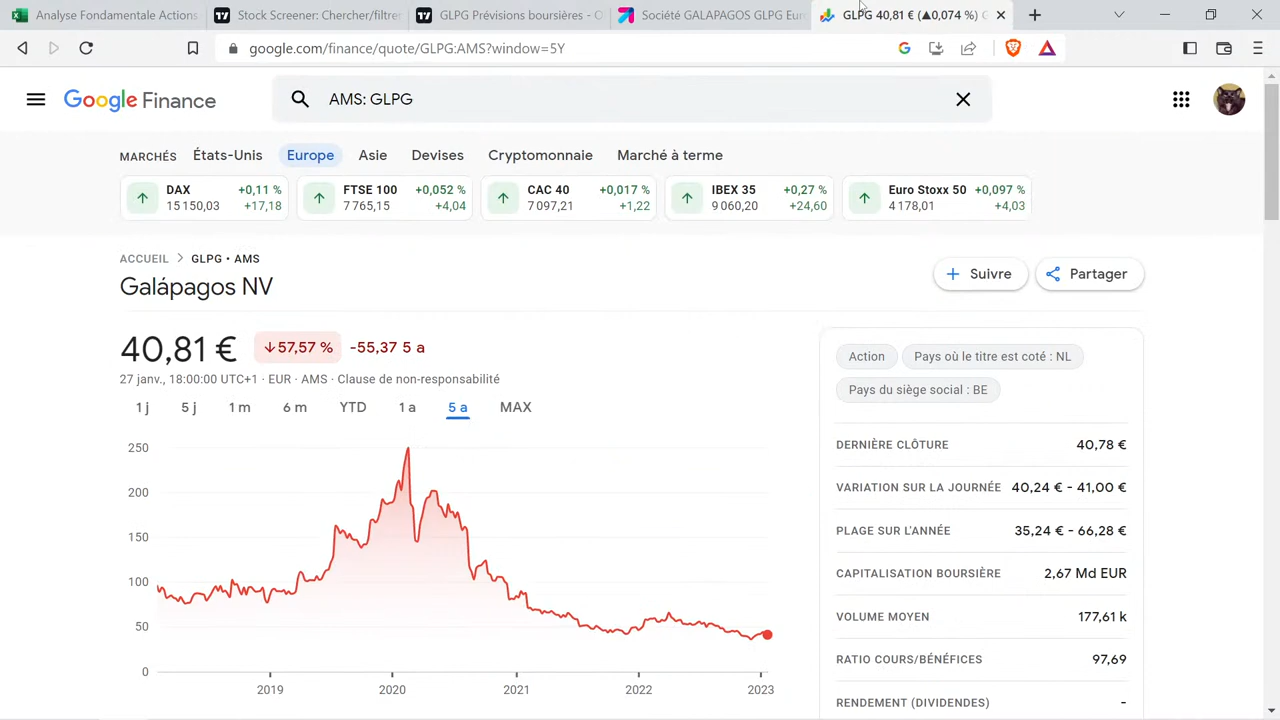 Analyse Fondamentale Actions
Stock Screener: Chercher/filtrer
GLPG Prévisions boursières - O
Société GALAPAGOS GLPG Eur
GLPG 40,81 € (▲0,074 %) G
google.com/finance/quote/GLPG:AMS?window=5Y
Google Finance
AMS: GLPG
MARCHÉS États-Unis Europe Asie Devises Cryptomonnaie Marché à terme
DAX +0,11 %
15 150,03 +17,18
FTSE 100 +0,052 %
7 765,15 +4,04
CAC 40 +0,017 %
7 097,21 +1,22
IBEX 35 +0,27 %
9 060,20 +24,60
Euro Stoxx 50 +0,097 %
4 178,01 +4,03
ACCUEIL GLPG • AMS
Galápagos NV
Suivre
Partager
40,81 € 57,57 % -55,37 5 a
27 janv., 18:00:00 UTC+1 · EUR · AMS · Clause de non-responsabilité
1 j 5 j 1 m 6 m YTD 1 a 5 a MAX
250
200
150
100
50
0
2019 2020 2021 2022 2023
Action
Pays où le titre est coté : NL
Pays du siège social : BE
DERNIÈRE CLÔTURE 40,78 €
VARIATION SUR LA JOURNÉE 40,24 € - 41,00 €
PLAGE SUR L'ANNÉE 35,24 € - 66,28 €
CAPITALISATION BOURSIÈRE 2,67 Md EUR
VOLUME MOYEN 177,61 k
RATIO COURS/BÉNÉFICES 97,69
RENDEMENT (DIVIDENDES) -